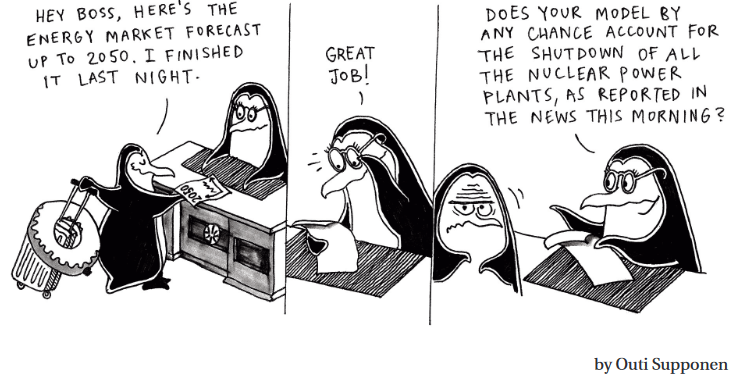 HEY BOSS, HERE'S THE
ENERGY MARKET FORECAST
UP TO 2050. I FINISHED
IT LAST NIGHT.
2050
GREAT
JOB!
DOES YOUR MODEL BY
ANY CHANCE ACCOUNT FOR
THE SHUTDOWN OF ALL
THE NUCLEAR POWER
PLANTS, AS REPORTED IN
THE NEWS THIS MORNING?
by Outi Supponen